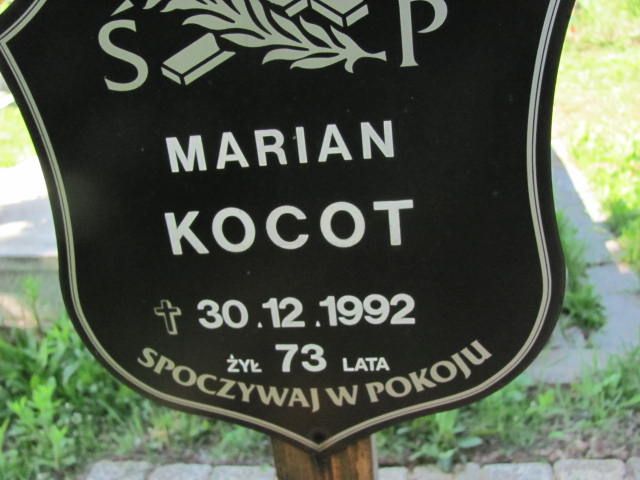 Ś P
MARIAN
KOCOT
30.12.1992
ŻYŁ 73 LATA
SPOCZYWAJ W POKOJU